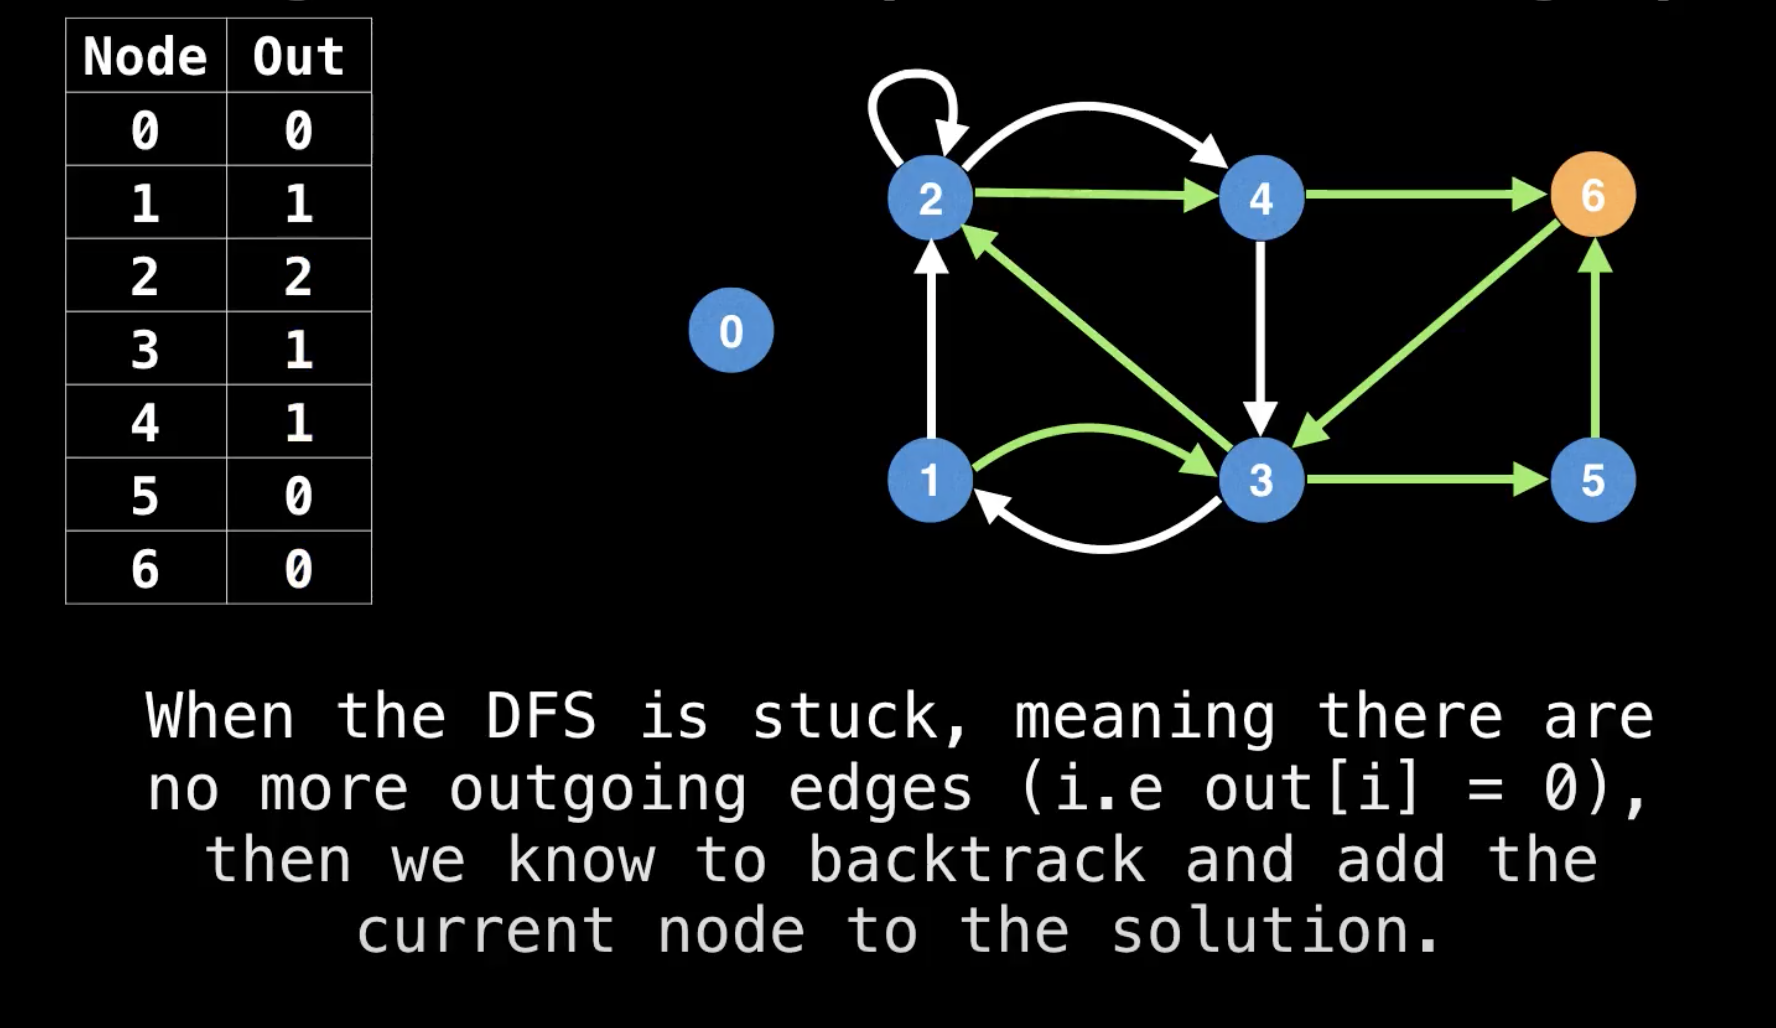 Node Out
0 0
1 1
2 2
3 1
4 1
5 0
6 0
2 4 6
0
1 3 5
When the DFS is stuck, meaning there are
no more outgoing edges (i.e out[i] = 0),
then we know to backtrack and add the
current node to the solution.